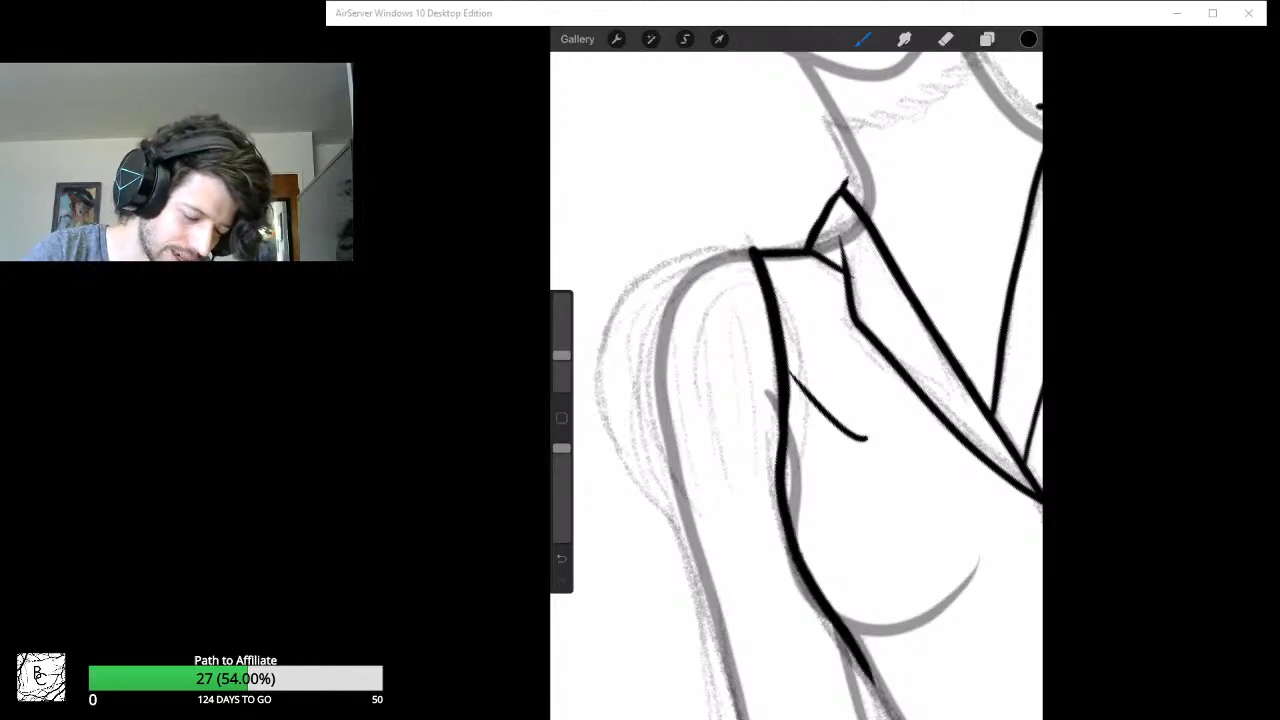 AirServer Windows 10 Desktop Edition
Gallery
Path to Affiliate
27 (54.00%)
0
124 DAYS TO GO
50